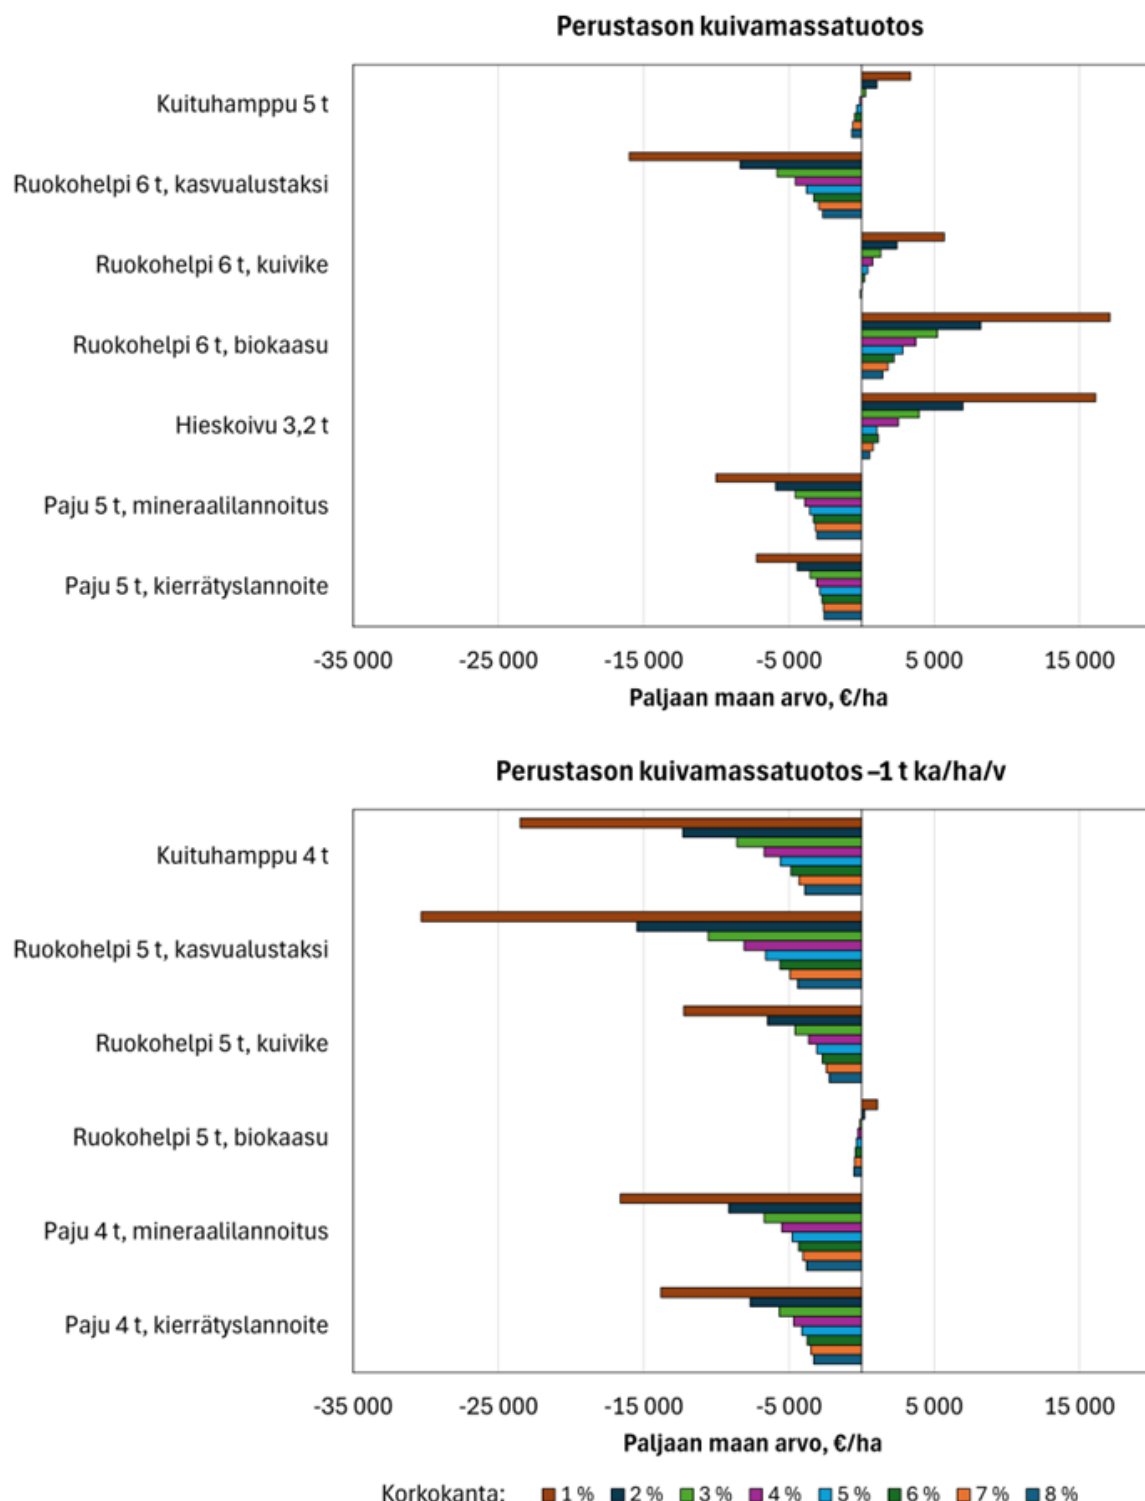 Perustason kuivamassatuotos
Kuituhamppu 5 t
Ruokohelpi 6 t, kasvualustaksi
Ruokohelpi 6 t, kuivike
Ruokohelpi 6 t, biokaasu
Hieskoivu 3,2 t
Paju 5 t, mineraalilannoitus
Paju 5 t, kierrätyslannoite
-35 000 -25 000 -15 000 -5 000 5 000 15 000
Paljaan maan arvo, €/ha
Perustason kuivamassatuotos –1 t ka/ha/v
Kuituhamppu 4 t
Ruokohelpi 5 t, kasvualustaksi
Ruokohelpi 5 t, kuivike
Ruokohelpi 5 t, biokaasu
Paju 4 t, mineraalilannoitus
Paju 4 t, kierrätyslannoite
-35 000 -25 000 -15 000 -5 000 5 000 15 000
Paljaan maan arvo, €/ha
Korkokanta: 1 % 2 % 3 % 4 % 5 % 6 % 7 % 8 %